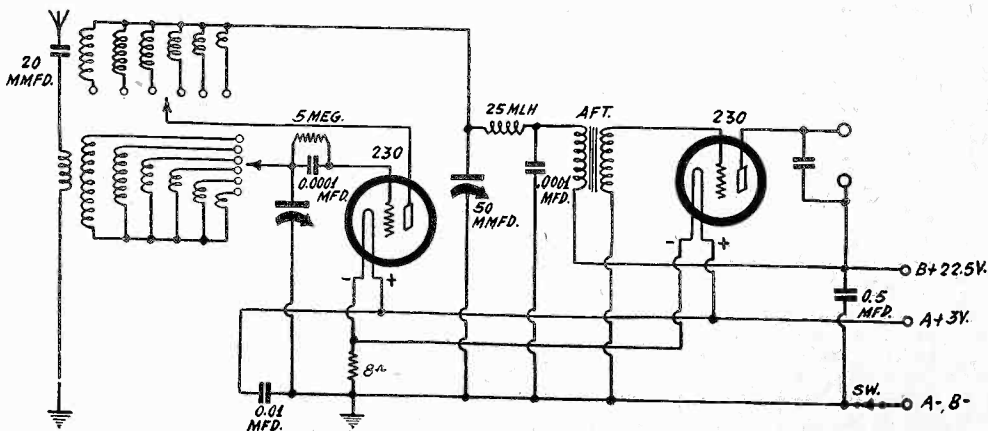 20
MMFD.
5 MEG.
0.0001
MFD.
230
25 MLH
AFT.
230
.0001
MFD.
50
MMFD.
-
+
-
+
B+ 22.5V.
0.5
MFD.
A+ 3V.
8Ω
0.01
MFD.
SW.
A-, B-